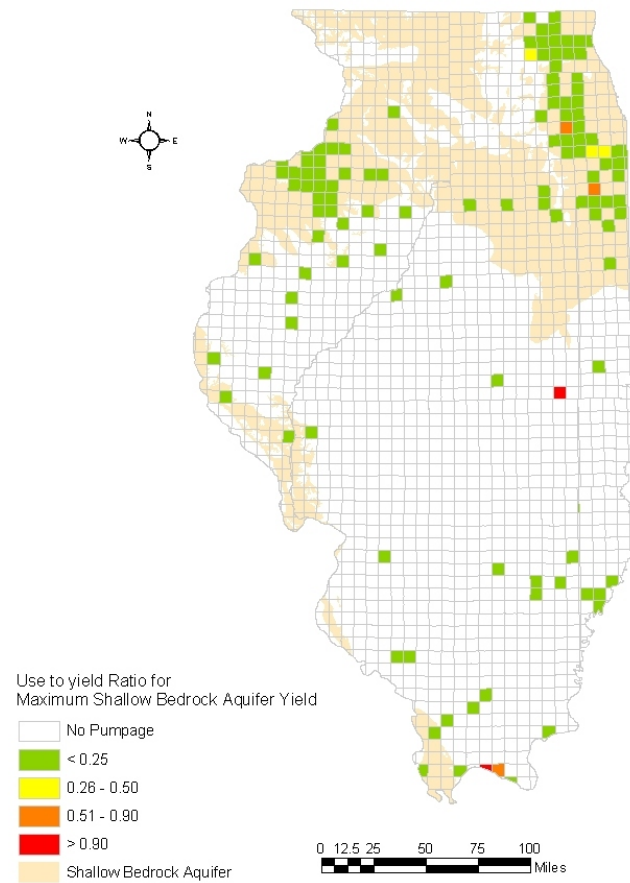 N
W E
S
Use to yield Ratio for
Maximum Shallow Bedrock Aquifer Yield
No Pumpage
< 0.25
0.26 - 0.50
0.51 - 0.90
> 0.90
Shallow Bedrock Aquifer
0 12.5 25 50 75 100
Miles